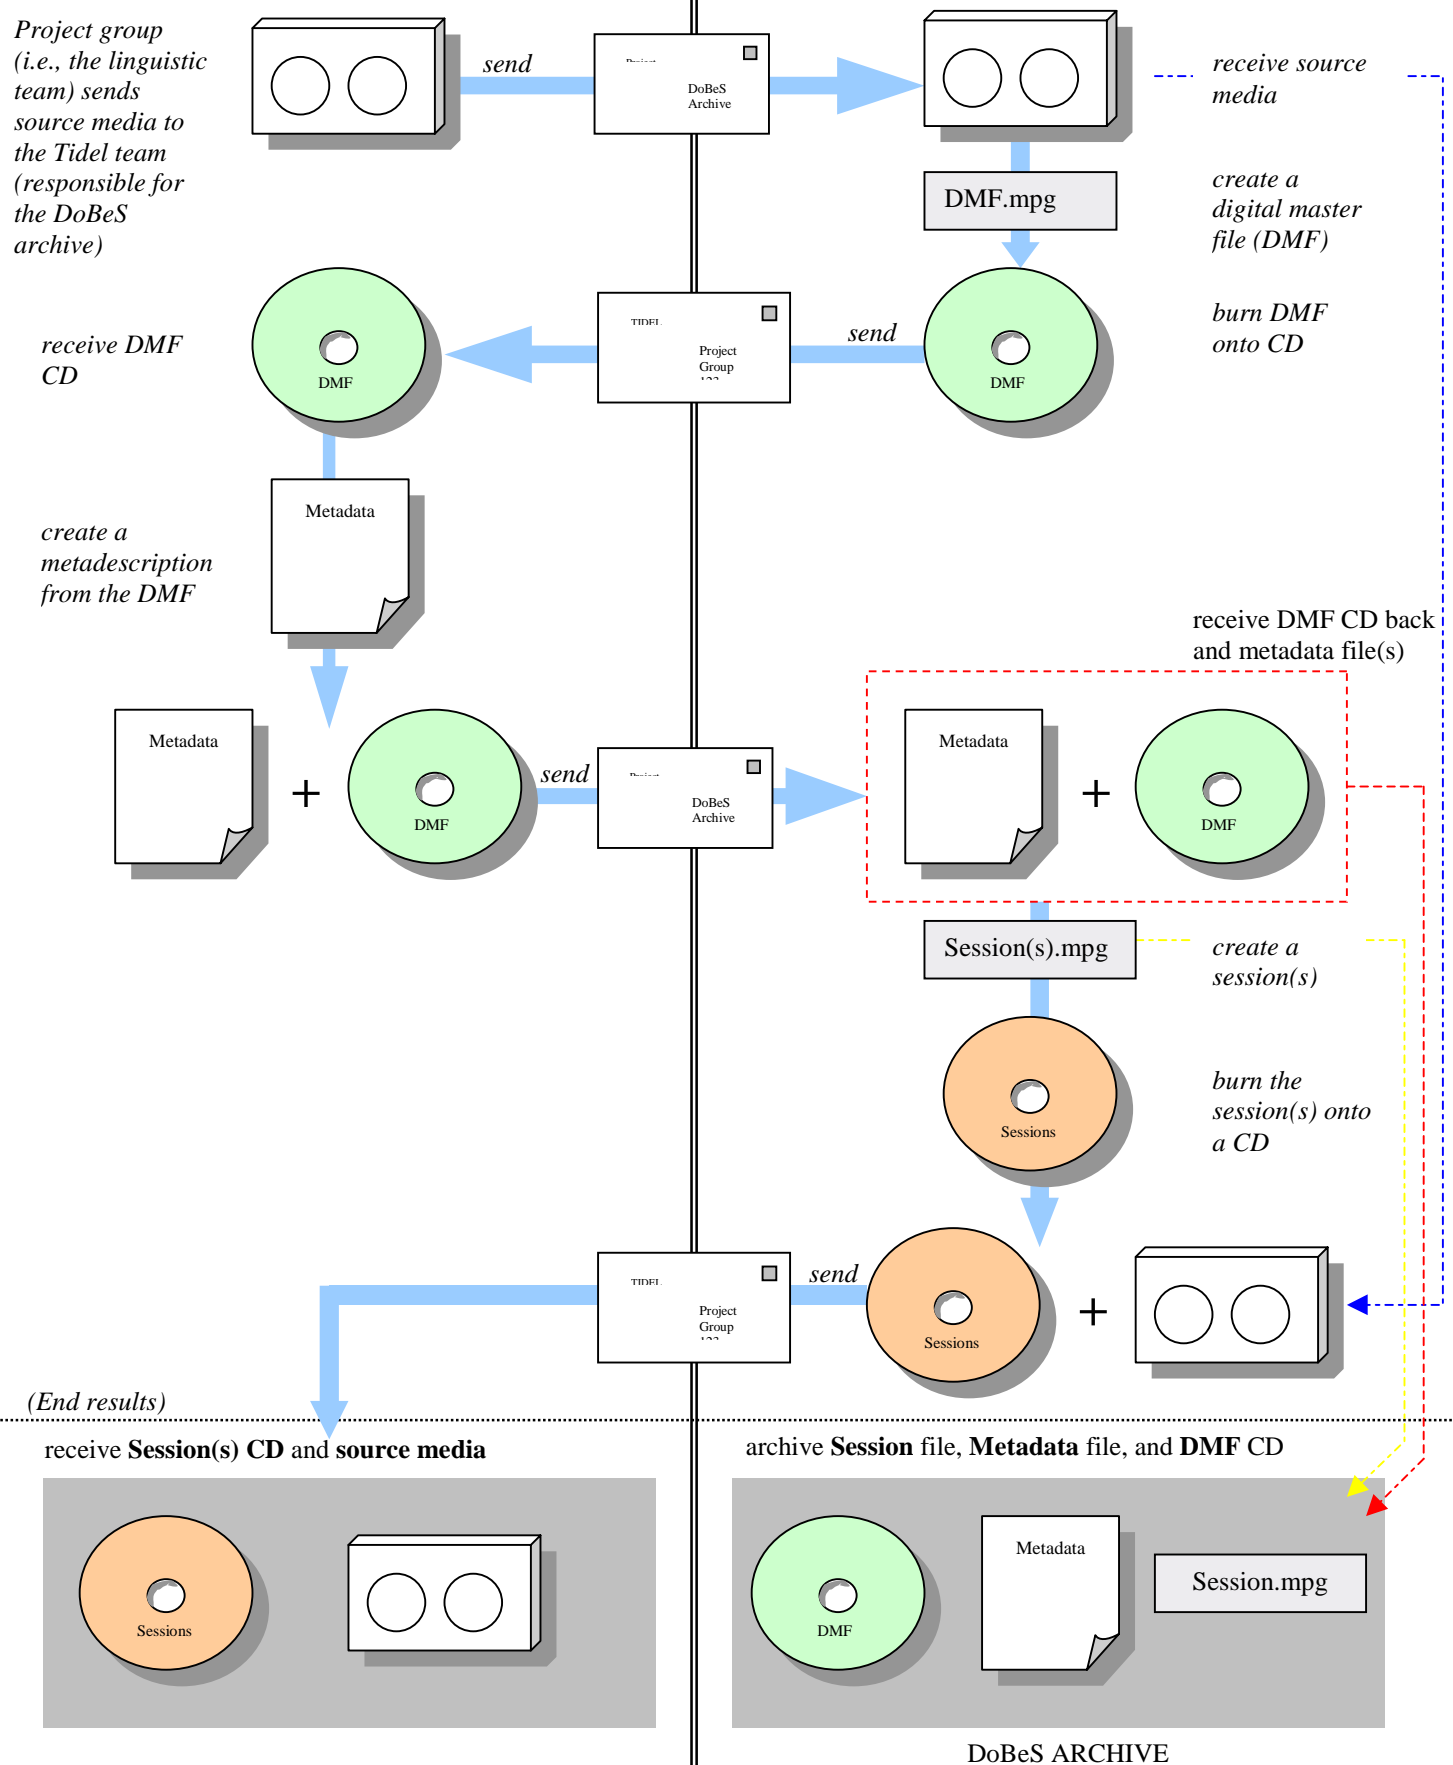 Project group
(i.e., the linguistic
team) sends
source media to
the Tidel team
(responsible for
the DoBeS
archive)
send
DoBeS
Archive
receive source
media
DMF.mpg
create a
digital master
file (DMF)
burn DMF
onto CD
receive DMF
CD
DMF
Project
Group
send
DMF
Metadata
create a
metadescription
from the DMF
receive DMF CD back
and metadata file(s)
Metadata
+
DMF
send
DoBeS
Archive
Metadata
+
DMF
Session(s).mpg
create a
session(s)
Sessions
burn the
session(s) onto
a CD
Project
Group
send
Sessions
+
(End results)
receive Session(s) CD and source media
archive Session file, Metadata file, and DMF CD
Sessions
DMF
Metadata
Session.mpg
DoBeS ARCHIVE